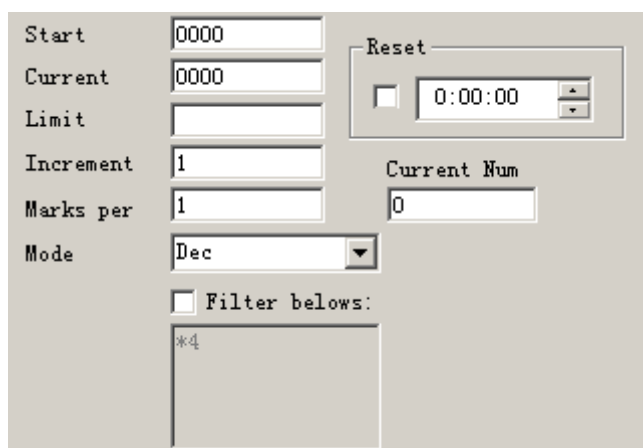 Start 0000
Reset
Current 0000
0:00:00
Limit
Increment 1
Current Num
Marks per 1
0
Mode Dec
Filter belows:
*4